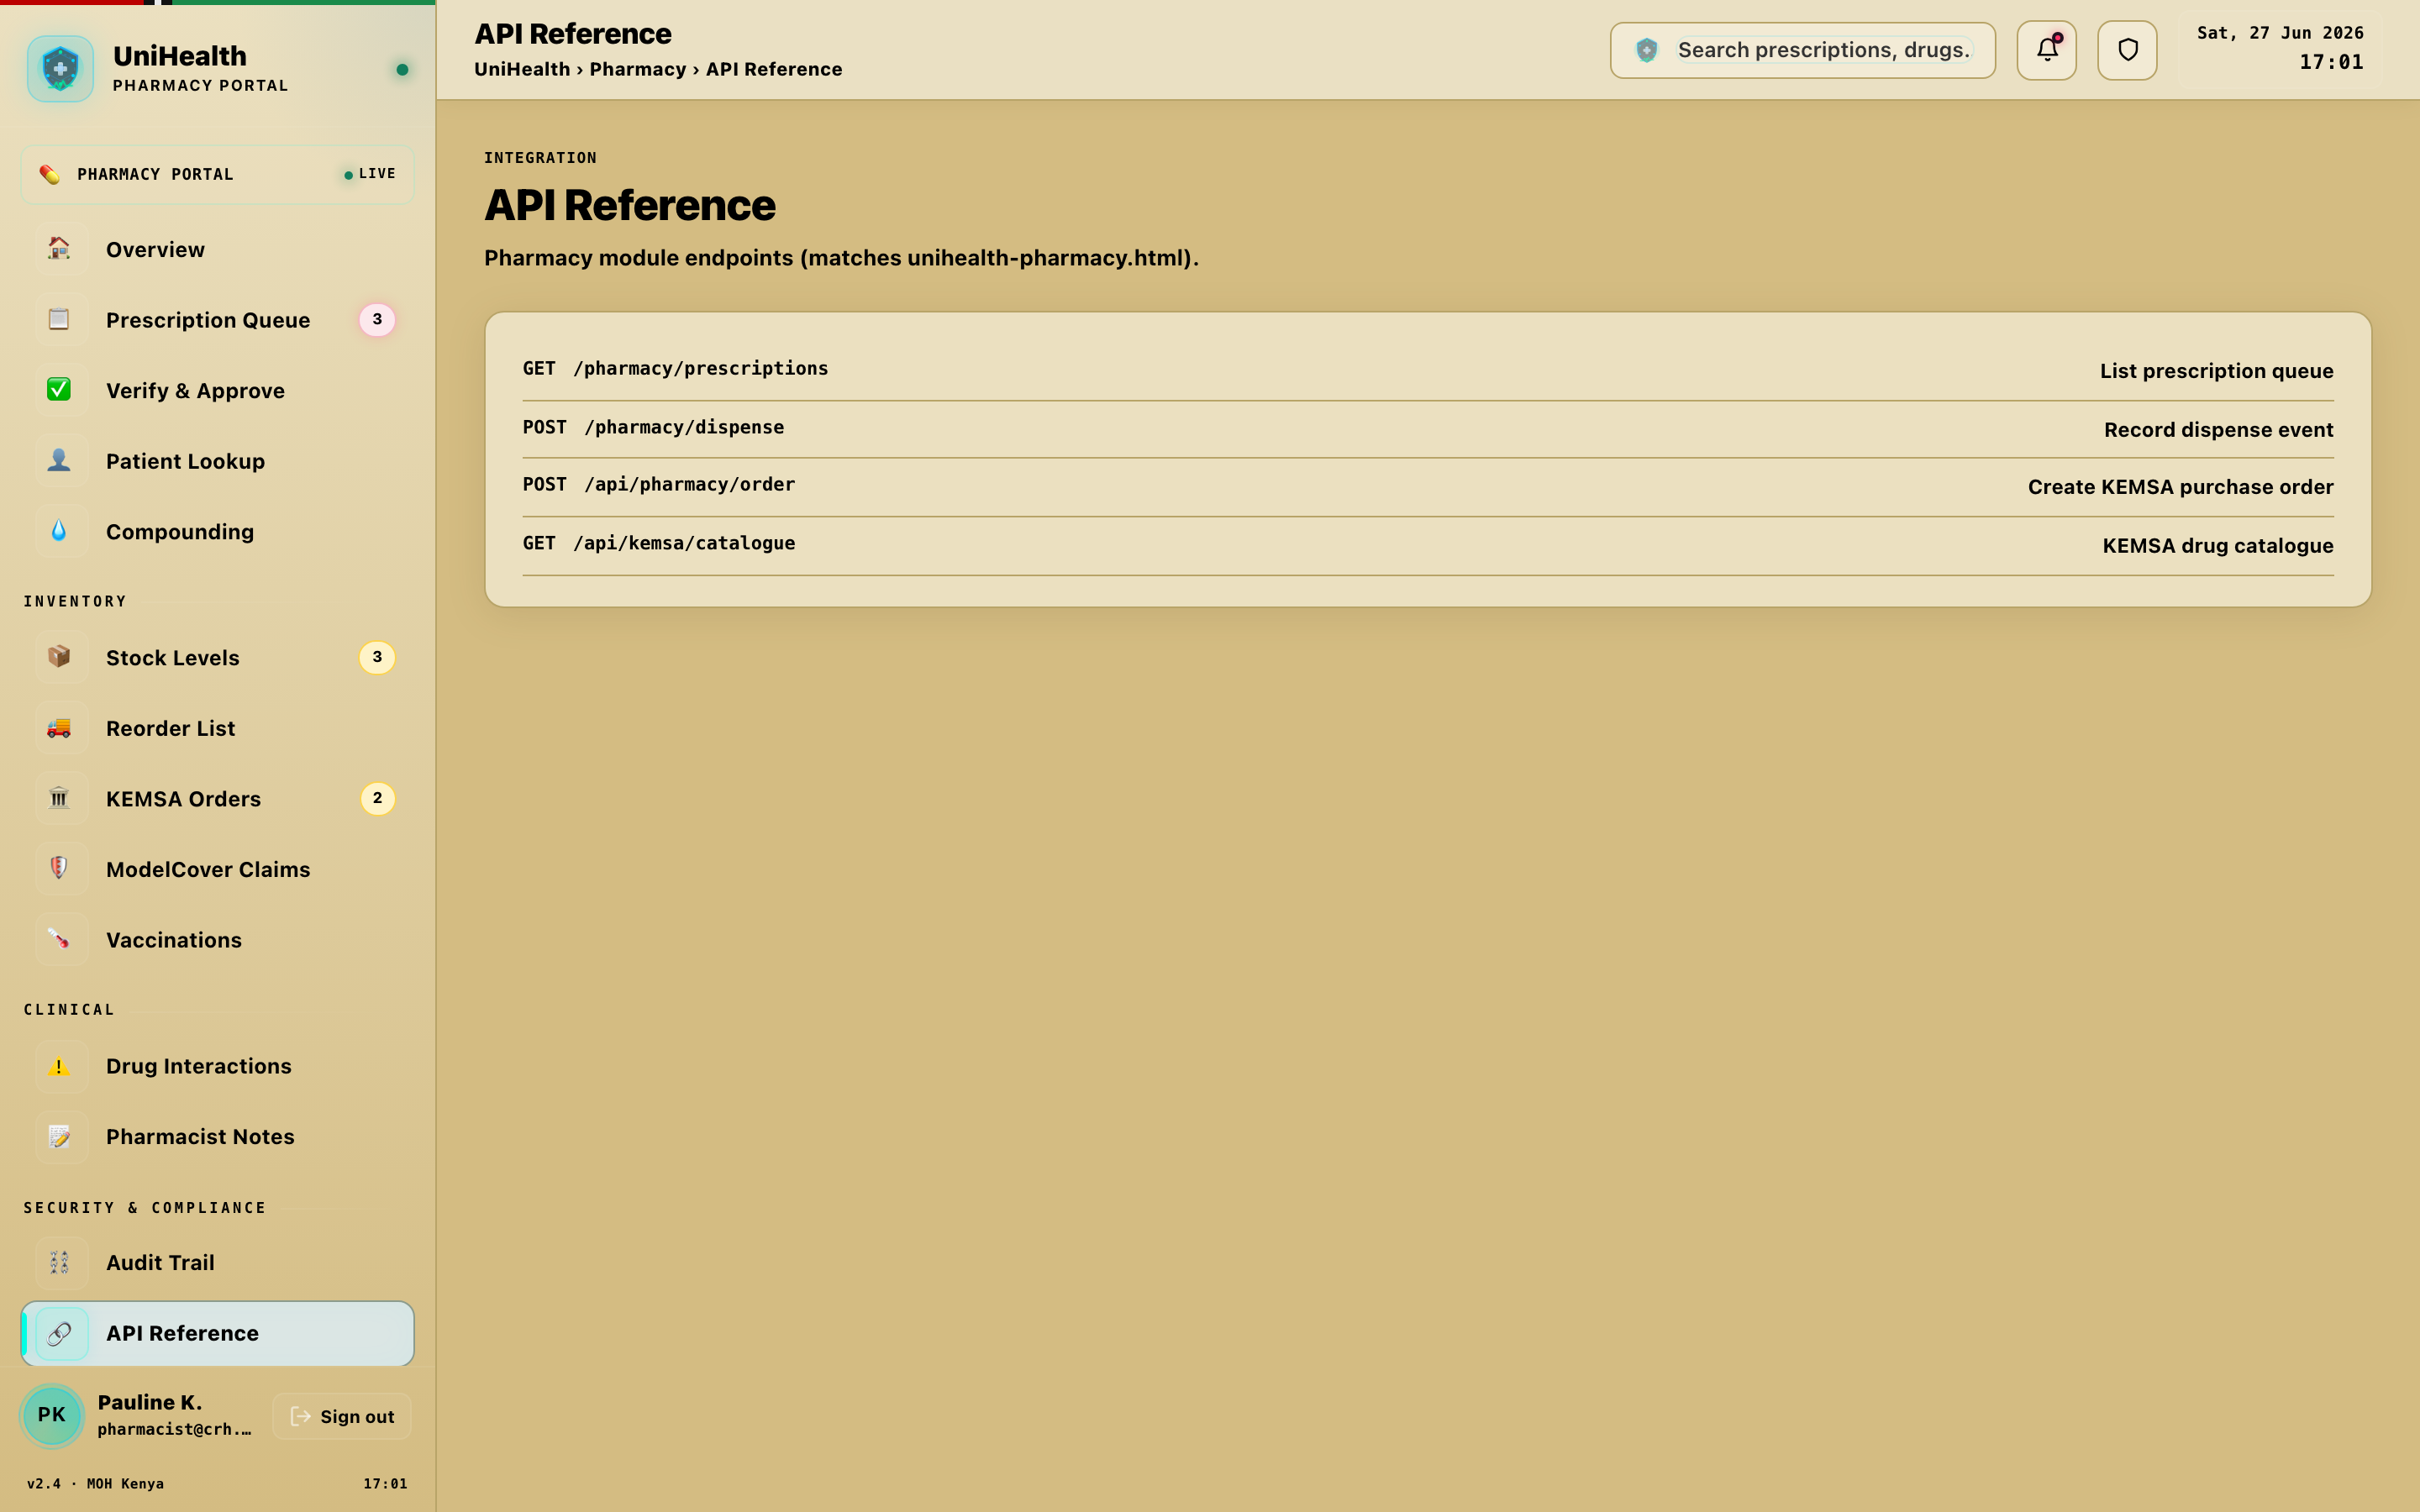 UniHealth
PHARMACY PORTAL
PHARMACY PORTAL
LIVE
Overview
Prescription Queue
3
Verify & Approve
Patient Lookup
Compounding
INVENTORY
Stock Levels
3
Reorder List
KEMSA Orders
2
ModelCover Claims
Vaccinations
CLINICAL
Drug Interactions
Pharmacist Notes
SECURITY & COMPLIANCE
Audit Trail
API Reference
PK
Pauline K.
pharmacist@crh.…
Sign out
v2.4 · MOH Kenya
17:01
API Reference
UniHealth › Pharmacy › API Reference
Search prescriptions, drugs.
Sat, 27 Jun 2026
17:01
INTEGRATION
API Reference
Pharmacy module endpoints (matches unihealth-pharmacy.html).
GET /pharmacy/prescriptions
List prescription queue
POST /pharmacy/dispense
Record dispense event
POST /api/pharmacy/order
Create KEMSA purchase order
GET /api/kemsa/catalogue
KEMSA drug catalogue